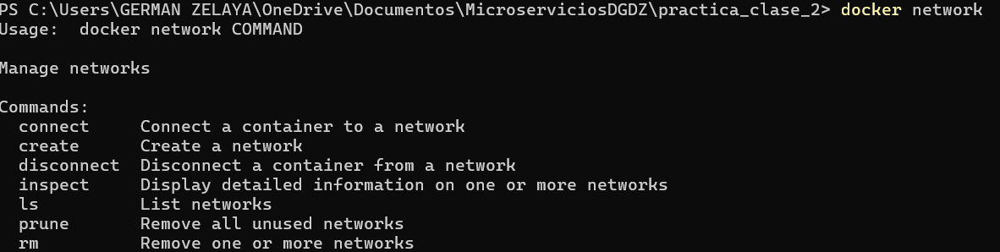 PS C:\Users\GERMAN ZELAYA\OneDrive\Documentos\MicroserviciosDGDZ\practica_clase_2> docker network
Usage:  docker network COMMAND
Manage networks
Commands:
  connect     Connect a container to a network
  create      Create a network
  disconnect  Disconnect a container from a network
  inspect     Display detailed information on one or more networks
  ls          List networks
  prune       Remove all unused networks
  rm          Remove one or more networks